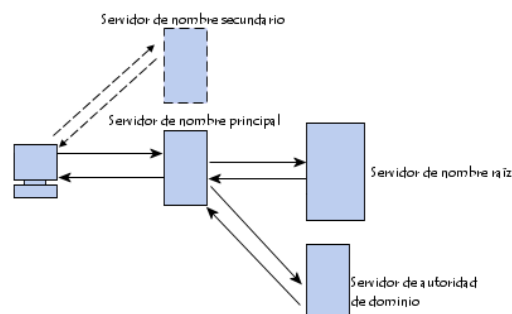 Servidor de nombre secundario
Servidor de nombre principal
Servidor de nombre raíz
Servidor de autoridad
de dominio